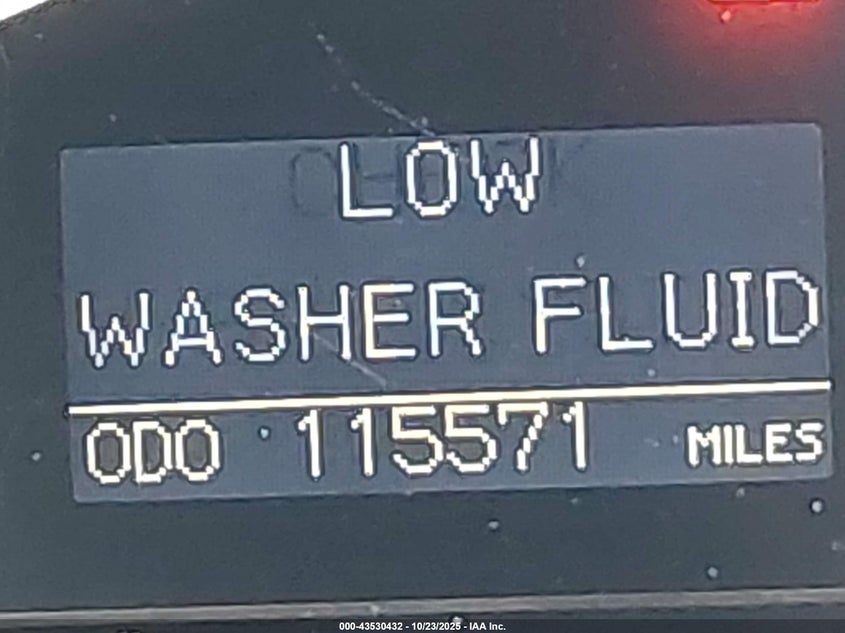 LOW
WASHER FLUID
ODO 115571 MILES
000-43530432 - 10/23/2025 - IAA Inc.